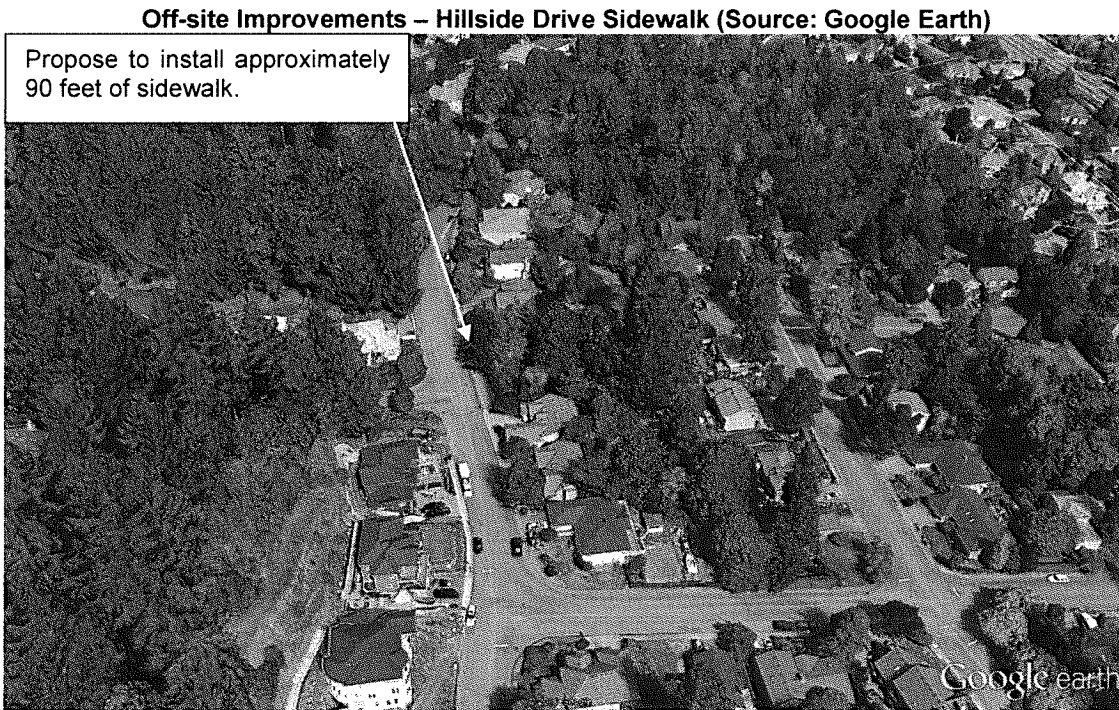 Off-site Improvements – Hillside Drive Sidewalk (Source: Google Earth)
Propose to install approximately
90 feet of sidewalk.
Google earth